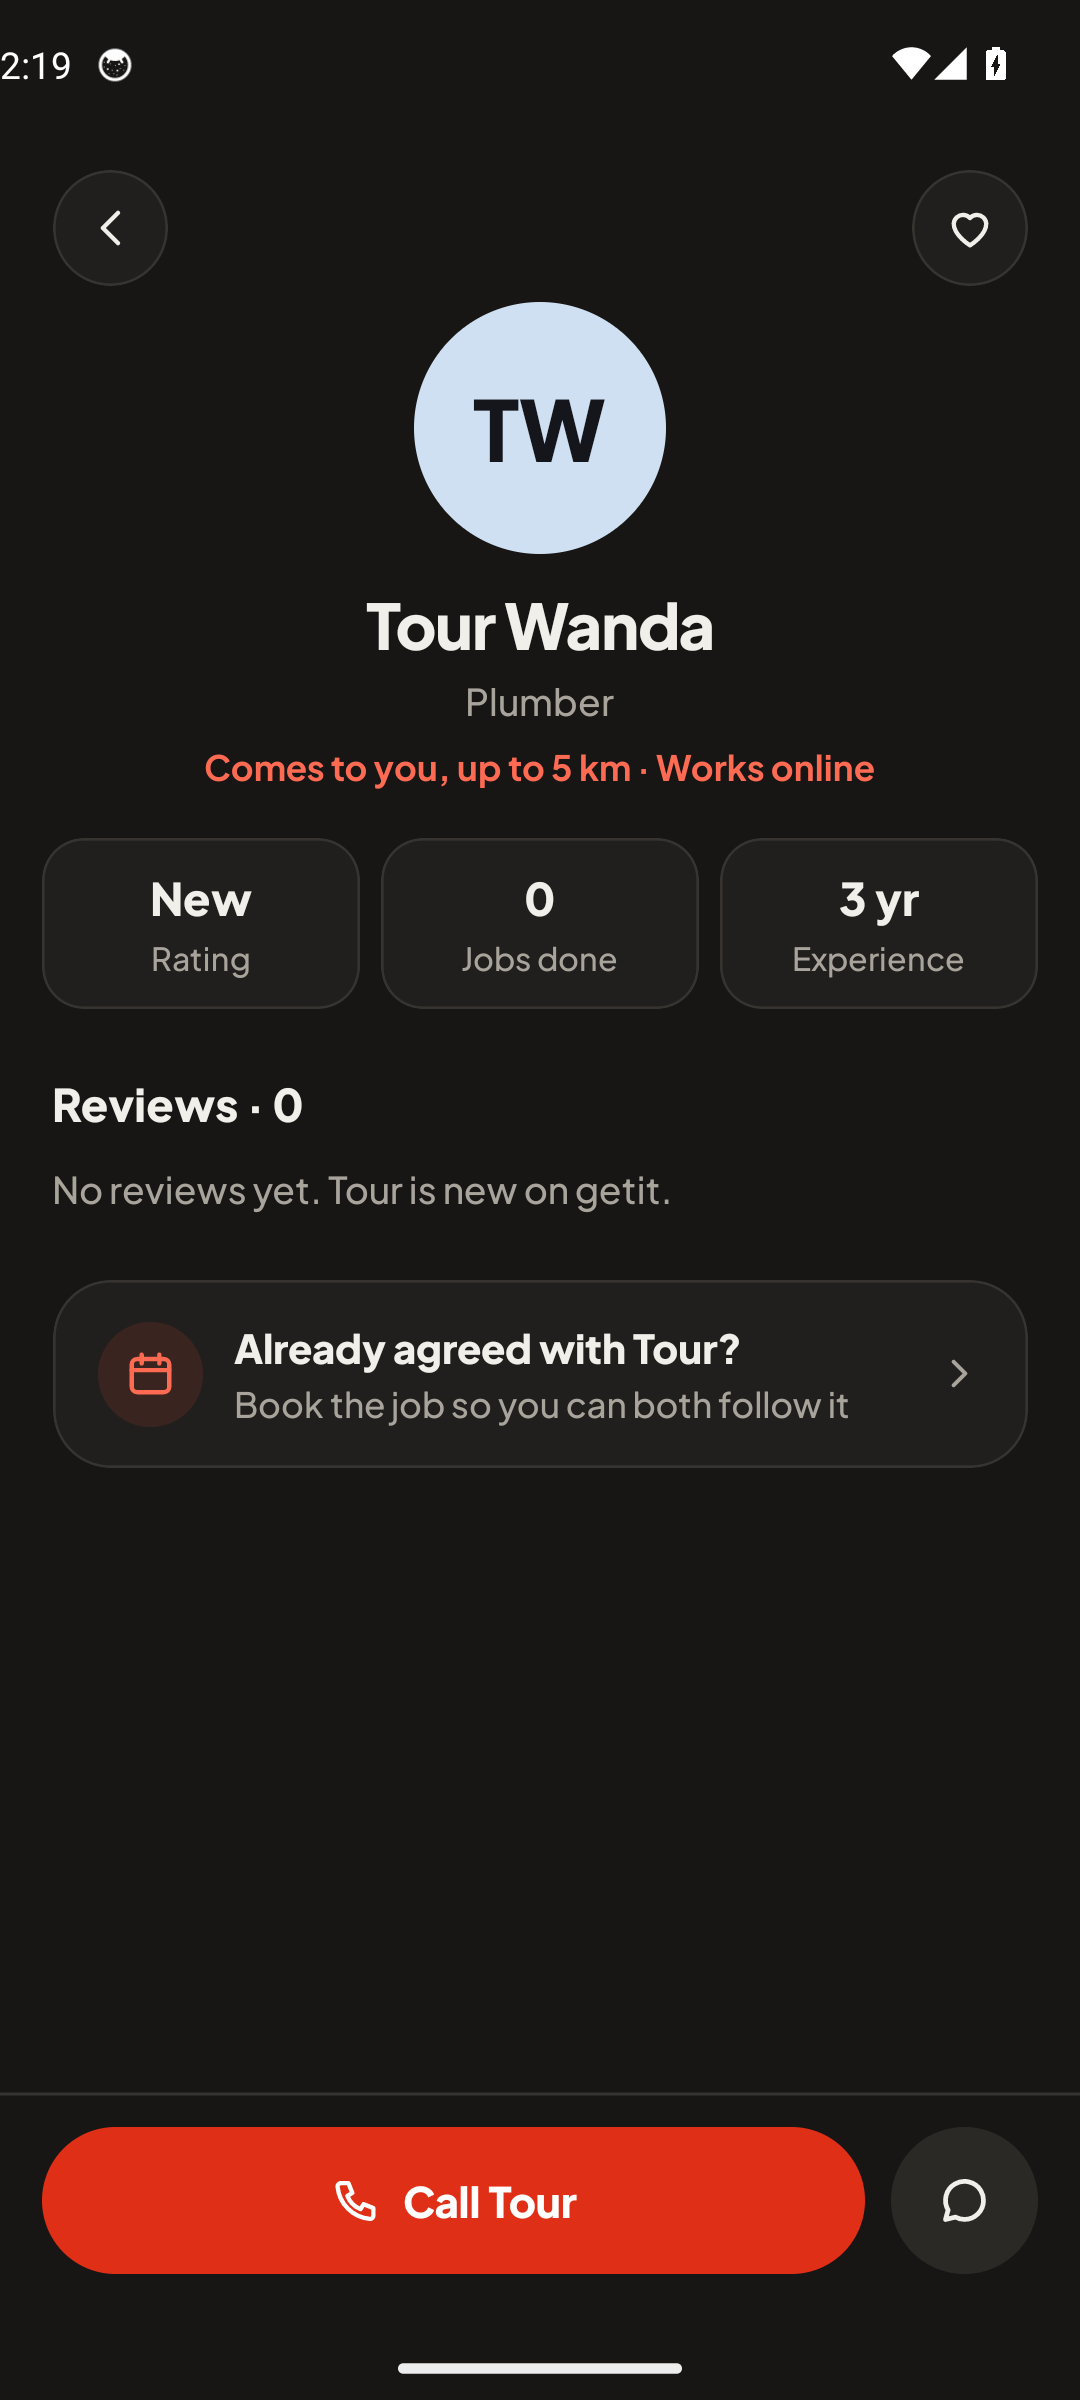 2:19
TW
Tour Wanda
Plumber
Comes to you, up to 5 km · Works online
New
Rating
0
Jobs done
3 yr
Experience
Reviews · 0
No reviews yet. Tour is new on getit.
Already agreed with Tour?
Book the job so you can both follow it
Call Tour